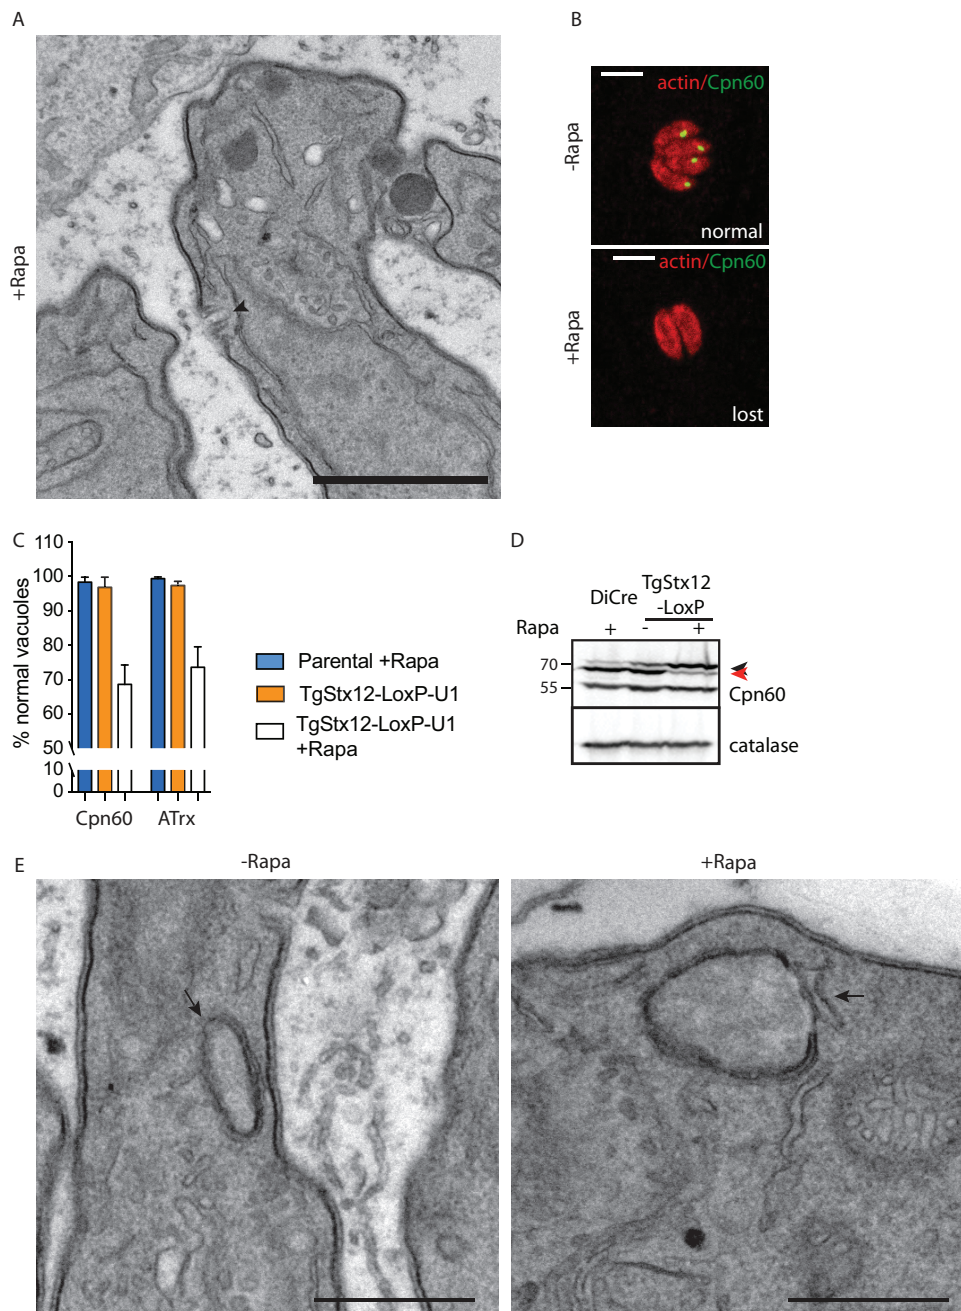 A
+Rapa
B
-Rapa
actin/Cpn60
normal
+Rapa
actin/Cpn60
lost
C
% normal vacuoles
110
100
90
80
70
60
50
10
0
Cpn60
ATrx
Parental +Rapa
TgStx12-LoxP-U1
TgStx12-LoxP-U1
+Rapa
D
DiCre
TgStx12
-LoxP
Rapa
+
-
+
70
55
Cpn60
catalase
E
-Rapa
+Rapa